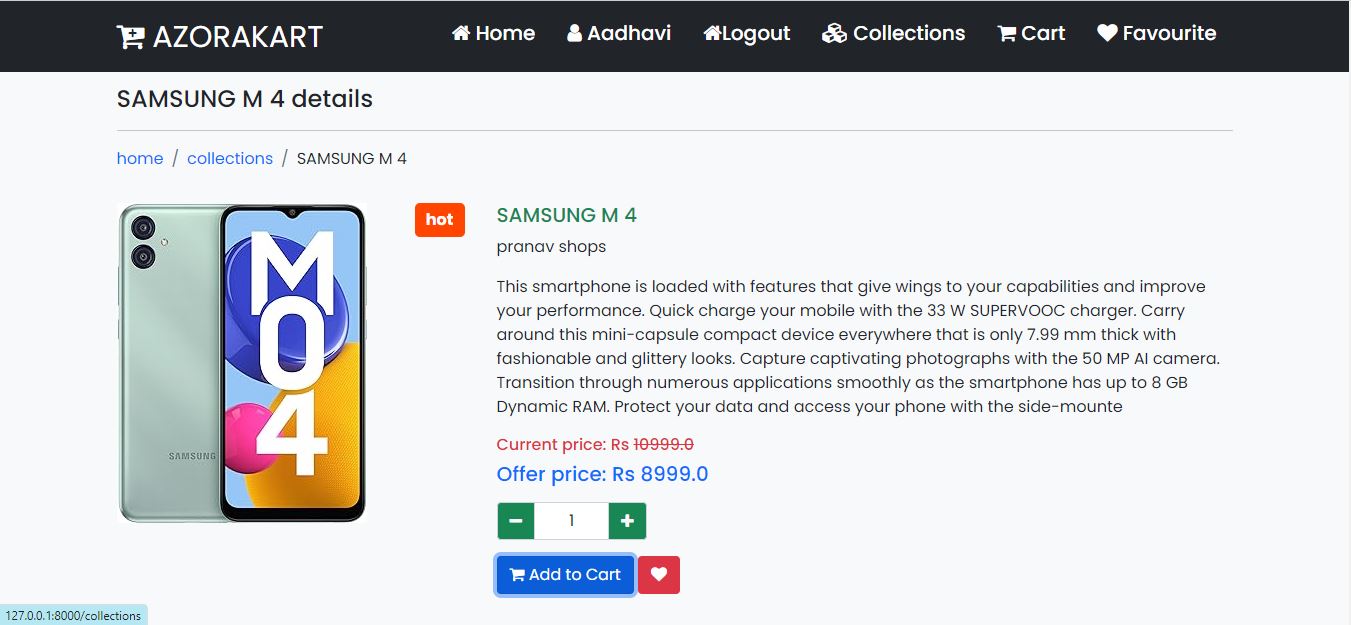 AZORAKART Home Aadhavi Logout Collections Cart Favourite
SAMSUNG M 4 details
home / collections / SAMSUNG M 4
M
0
4
SAMSUNG
hot
SAMSUNG M 4
pranav shops
This smartphone is loaded with features that give wings to your capabilities and improve
your performance. Quick charge your mobile with the 33 W SUPERVOOC charger. Carry
around this mini-capsule compact device everywhere that is only 7.99 mm thick with
fashionable and glittery looks. Capture captivating photographs with the 50 MP AI camera.
Transition through numerous applications smoothly as the smartphone has up to 8 GB
Dynamic RAM. Protect your data and access your phone with the side-mounte
Current price: Rs 10999.0
Offer price: Rs 8999.0
1
Add to Cart
127.0.0.1:8000/collections